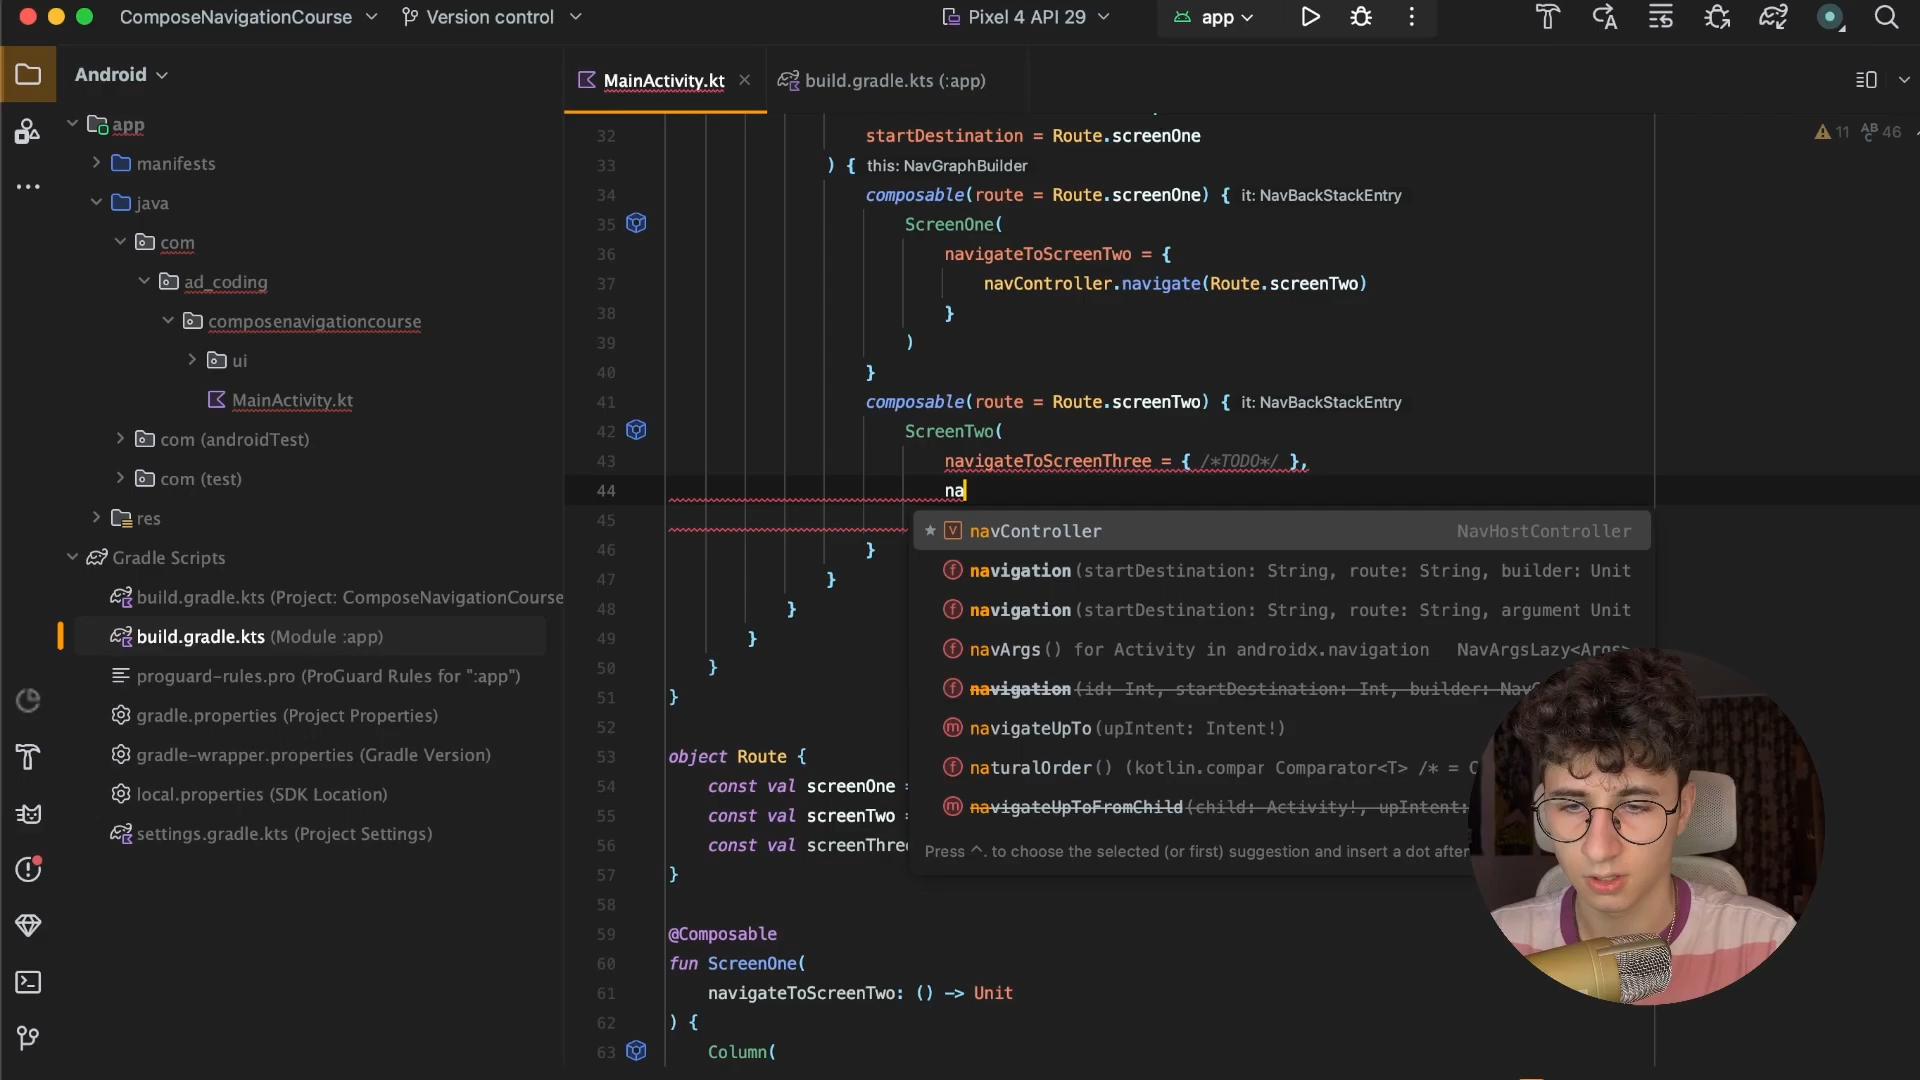 ComposeNavigationCourse Version control Pixel 4 API 29 app
Android
MainActivity.kt build.gradle.kts (:app)
app
manifests
java
com
ad_coding
composenavigationcourse
ui
MainActivity.kt
com (androidTest)
com (test)
res
Gradle Scripts
build.gradle.kts (Project: ComposeNavigationCourse
build.gradle.kts (Module :app)
proguard-rules.pro (ProGuard Rules for ":app")
gradle.properties (Project Properties)
gradle-wrapper.properties (Gradle Version)
local.properties (SDK Location)
settings.gradle.kts (Project Settings)
11 46
32 startDestination = Route.screenOne
33 ) { this: NavGraphBuilder
34 composable(route = Route.screenOne) { it: NavBackStackEntry
35 ScreenOne(
36 navigateToScreenTwo = {
37 navController.navigate(Route.screenTwo)
38 }
39 )
40 }
41 composable(route = Route.screenTwo) { it: NavBackStackEntry
42 ScreenTwo(
43 navigateToScreenThree = { /*TODO*/ },
44 na
45
46 }
47 }
48 }
49 }
50 }
51 }
52
53 object Route {
54 const val screenOne =
55 const val screenTwo =
56 const val screenThree
57 }
58
59 @Composable
60 fun ScreenOne(
61 navigateToScreenTwo: () -> Unit
62 ) {
63 Column(
navController NavHostController
navigation(startDestination: String, route: String, builder: Unit
navigation(startDestination: String, route: String, argument Unit
navArgs() for Activity in androidx.navigation NavArgsLazy<Args>
navigation(id: Int, startDestination: Int, builder: NavG
navigateUpTo(upIntent: Intent!)
naturalOrder() (kotlin.compar Comparator<T> /* = C
navigateUpToFromChild(child: Activity!, upIntent:
Press ^. to choose the selected (or first) suggestion and insert a dot after